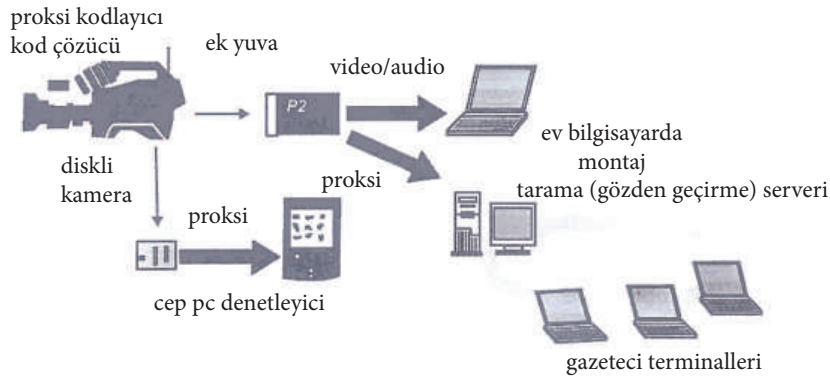 proksi kodlayıcı
kod çözücü
ek yuva
video/audio
P2
ev bilgisayarda
montaj
tarama (gözden geçirme) serveri
diskli
kamera
proksi
proksi
cep pc denetleyici
gazeteci terminalleri